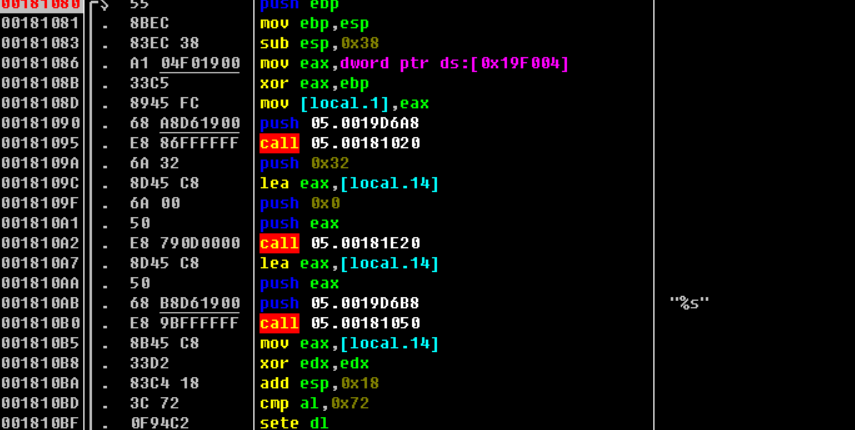 00181080 55 push ebp
00181081 . 8BEC mov ebp,esp
00181083 . 83EC 38 sub esp,0x38
00181086 . A1 04F01900 mov eax,dword ptr ds:[0x19F004]
0018108B . 33C5 xor eax,ebp
0018108D . 8945 FC mov [local.1],eax
00181090 . 68 A8D61900 push 05.0019D6A8
00181095 . E8 86FFFFFF call 05.00181020
0018109A . 6A 32 push 0x32
0018109C . 8D45 C8 lea eax,[local.14]
0018109F . 6A 00 push 0x0
001810A1 . 50 push eax
001810A2 . E8 790D0000 call 05.00181E20
001810A7 . 8D45 C8 lea eax,[local.14]
001810AA . 50 push eax
001810AB . 68 B8D61900 push 05.0019D6B8 "%s"
001810B0 . E8 9BFFFFFF call 05.00181050
001810B5 . 8B45 C8 mov eax,[local.14]
001810B8 . 33D2 xor edx,edx
001810BA . 83C4 18 add esp,0x18
001810BD . 3C 72 cmp al,0x72
001810BF . 0F94C2 sete dl